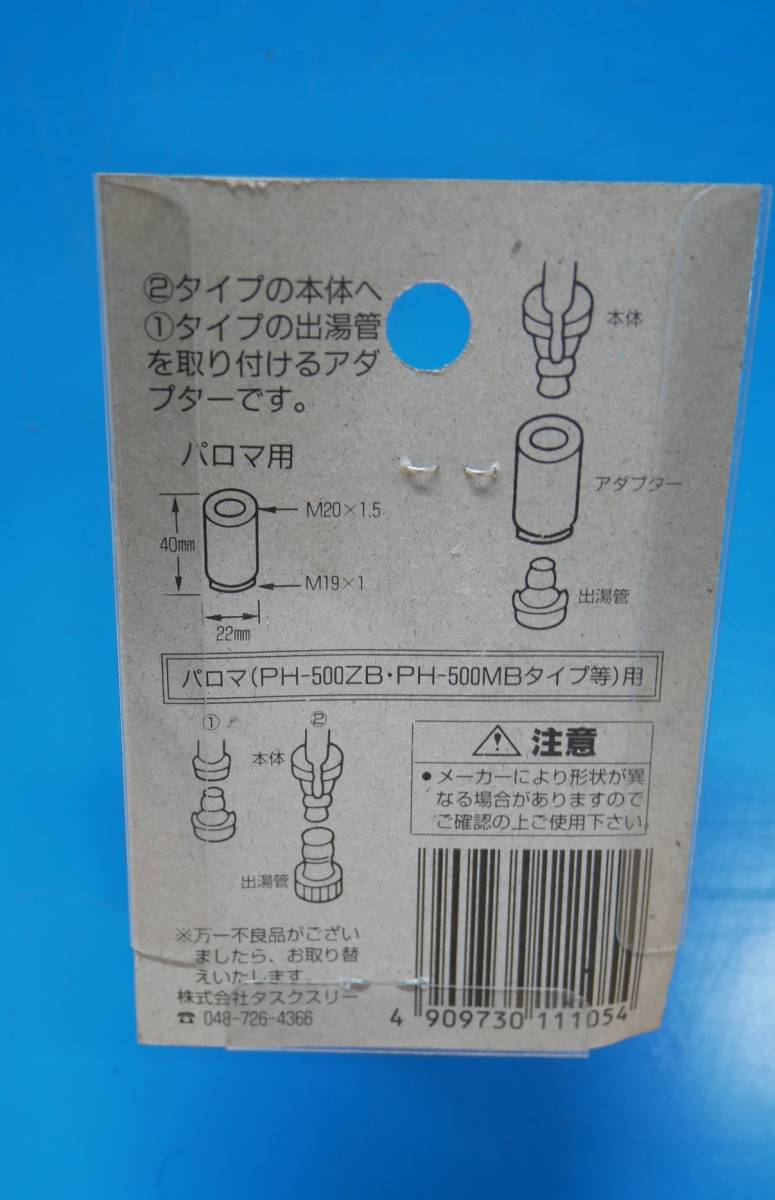 ②タイプの本体へ
①タイプの出湯管
を取り付けるアダ
プターです。
パロマ用
M20×1.5
40mm
M19×1
22mm
本体
アダプター
出湯管
パロマ(PH-500ZB・PH-500MBタイプ等)用
①
②
本体
出湯管
注意
●メーカーにより形状が異
なる場合がありますので
ご確認の上ご使用下さい。
※万一不良品がござい
ましたら、お取り替
えいたします。
株式会社タスクスリー
☎ 048-726-4366
4 909730 111054